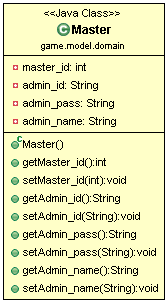 <<Java Class>>
C Master
game.model.domain
master_id: int
admin_id: String
admin_pass: String
admin_name: String
c Master()
getMaster_id():int
setMaster_id(int):void
getAdmin_id():String
setAdmin_id(String):void
getAdmin_pass():String
setAdmin_pass(String):void
getAdmin_name():String
setAdmin_name(String):void